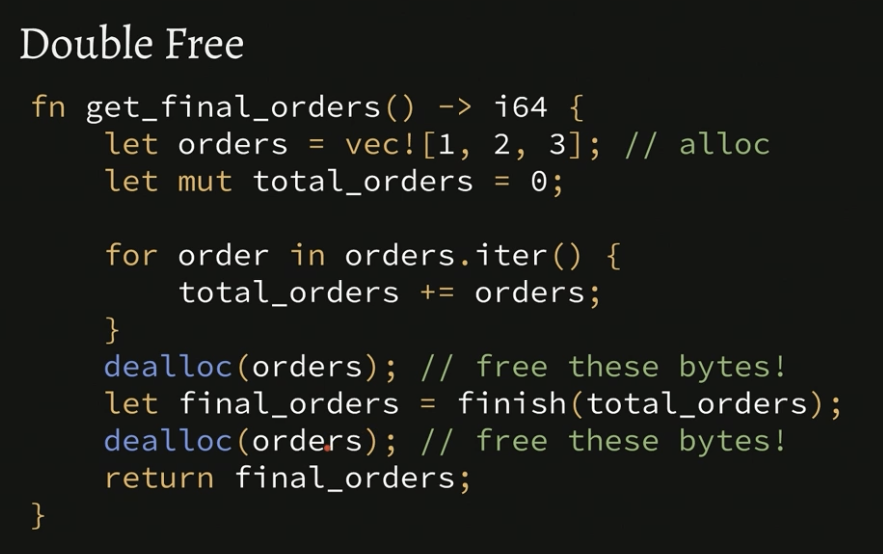 Double Free
fn get_final_orders() -> i64 {
    let orders = vec![1, 2, 3]; // alloc
    let mut total_orders = 0;

    for order in orders.iter() {
        total_orders += orders;
    }
    dealloc(orders); // free these bytes!
    let final_orders = finish(total_orders);
    dealloc(orders); // free these bytes!
    return final_orders;
}